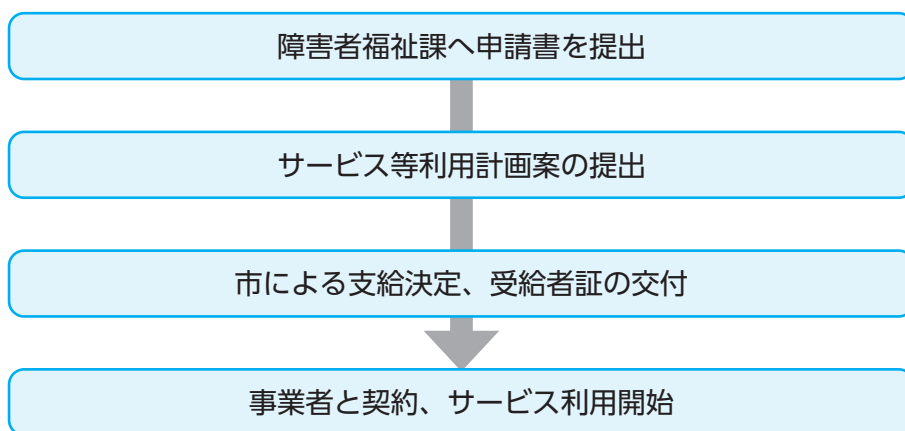 障害者福祉課へ申請書を提出
サービス等利用計画案の提出
市による支給決定、受給者証の交付
事業者と契約、サービス利用開始